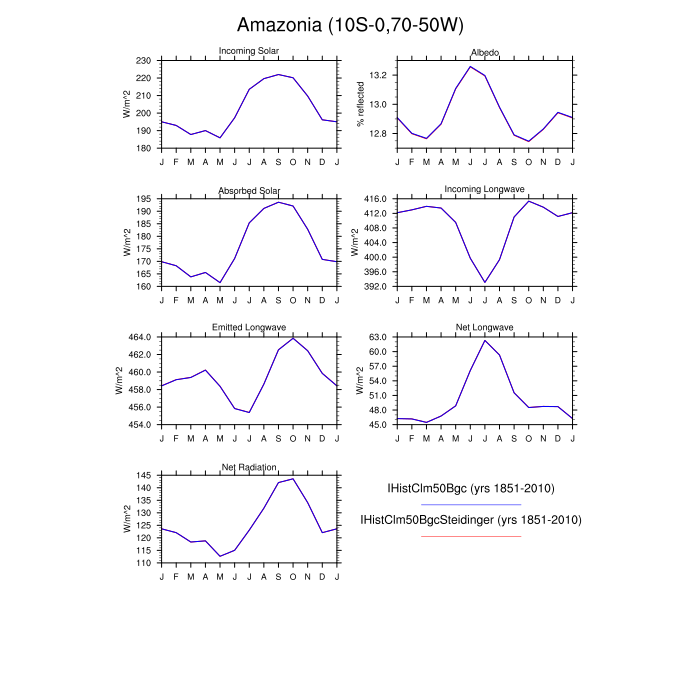 Amazonia (10S-0,70-50W)
Incoming Solar
Albedo
230
220
210
200
190
180
W/m^2
J F M A M J J A S O N D J
13.2
13.0
12.8
% reflected
J F M A M J J A S O N D J
Absorbed Solar
Incoming Longwave
195
190
185
180
175
170
165
160
W/m^2
J F M A M J J A S O N D J
416.0
412.0
408.0
404.0
400.0
396.0
392.0
W/m^2
J F M A M J J A S O N D J
Emitted Longwave
Net Longwave
464.0
462.0
460.0
458.0
456.0
454.0
W/m^2
J F M A M J J A S O N D J
63.0
60.0
57.0
54.0
51.0
48.0
45.0
W/m^2
J F M A M J J A S O N D J
Net Radiation
145
140
135
130
125
120
115
110
W/m^2
J F M A M J J A S O N D J
IHistClm50Bgc (yrs 1851-2010)
IHistClm50BgcSteidinger (yrs 1851-2010)